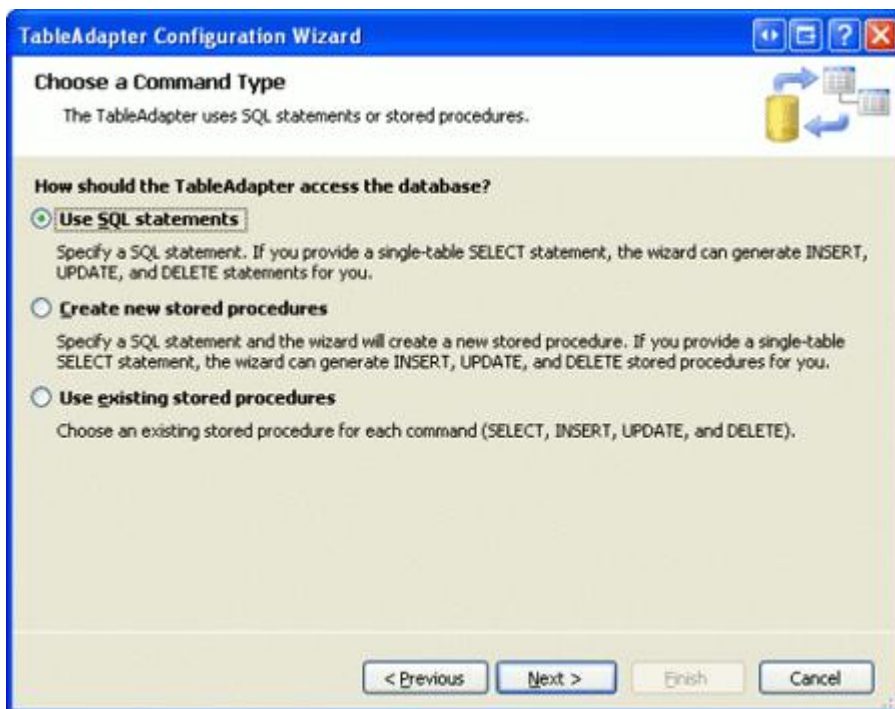 TableAdapter Configuration Wizard
Choose a Command Type
The TableAdapter uses SQL statements or stored procedures.
How should the TableAdapter access the database?
Use SQL statements
Specify a SQL statement. If you provide a single-table SELECT statement, the wizard can generate INSERT,
UPDATE, and DELETE statements for you.
Create new stored procedures
Specify a SQL statement and the wizard will create a new stored procedure. If you provide a single-table
SELECT statement, the wizard can generate INSERT, UPDATE, and DELETE stored procedures for you.
Use existing stored procedures
Choose an existing stored procedure for each command (SELECT, INSERT, UPDATE, and DELETE).
< Previous Next > Finish Cancel